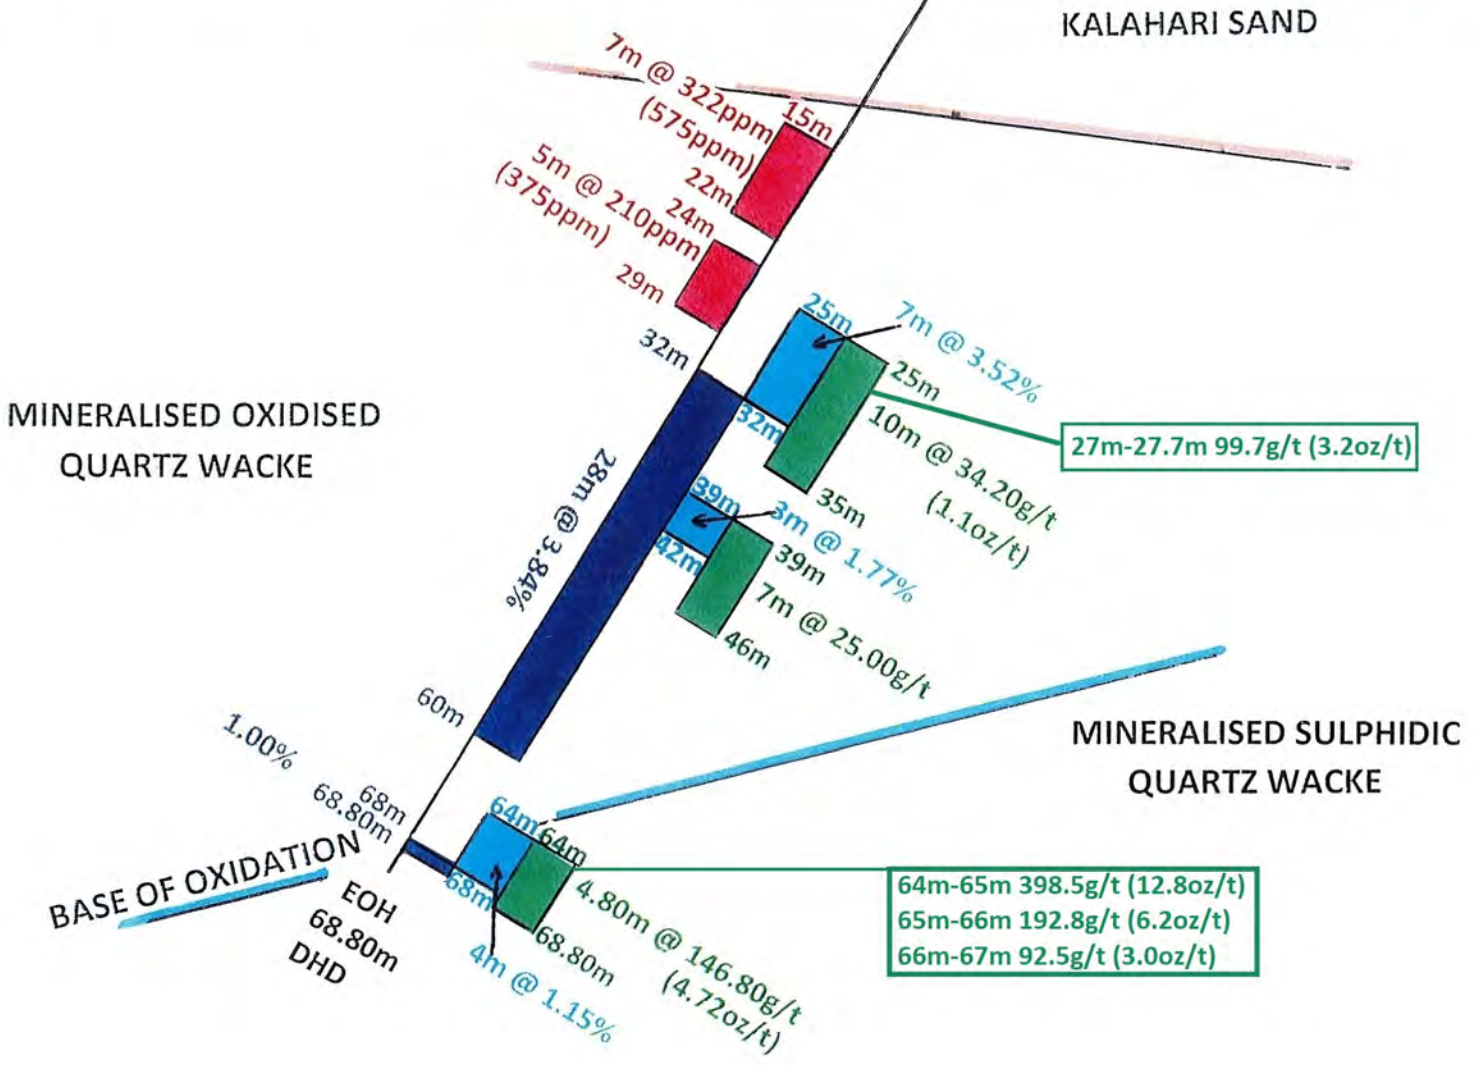 KALAHARI SAND
7m @ 322ppm
(575ppm)
15m
22m
5m @ 210ppm
(375ppm)
24m
29m
32m
25m
7m @ 3.52%
25m
32m
10m @ 34.20g/t
(1.1oz/t)
35m
27m-27.7m 99.7g/t (3.2oz/t)
MINERALISED OXIDISED
QUARTZ WACKE
28m @ 3.84%
39m
3m @ 1.77%
42m
39m
7m @ 25.00g/t
46m
60m
MINERALISED SULPHIDIC
QUARTZ WACKE
1.00%
68m
68.80m
64m
64m
68m
4.80m @ 146.80g/t
(4.72oz/t)
68.80m
4m @ 1.15%
64m-65m 398.5g/t (12.8oz/t)
65m-66m 192.8g/t (6.2oz/t)
66m-67m 92.5g/t (3.0oz/t)
BASE OF OXIDATION
EOH
68.80m
DHD